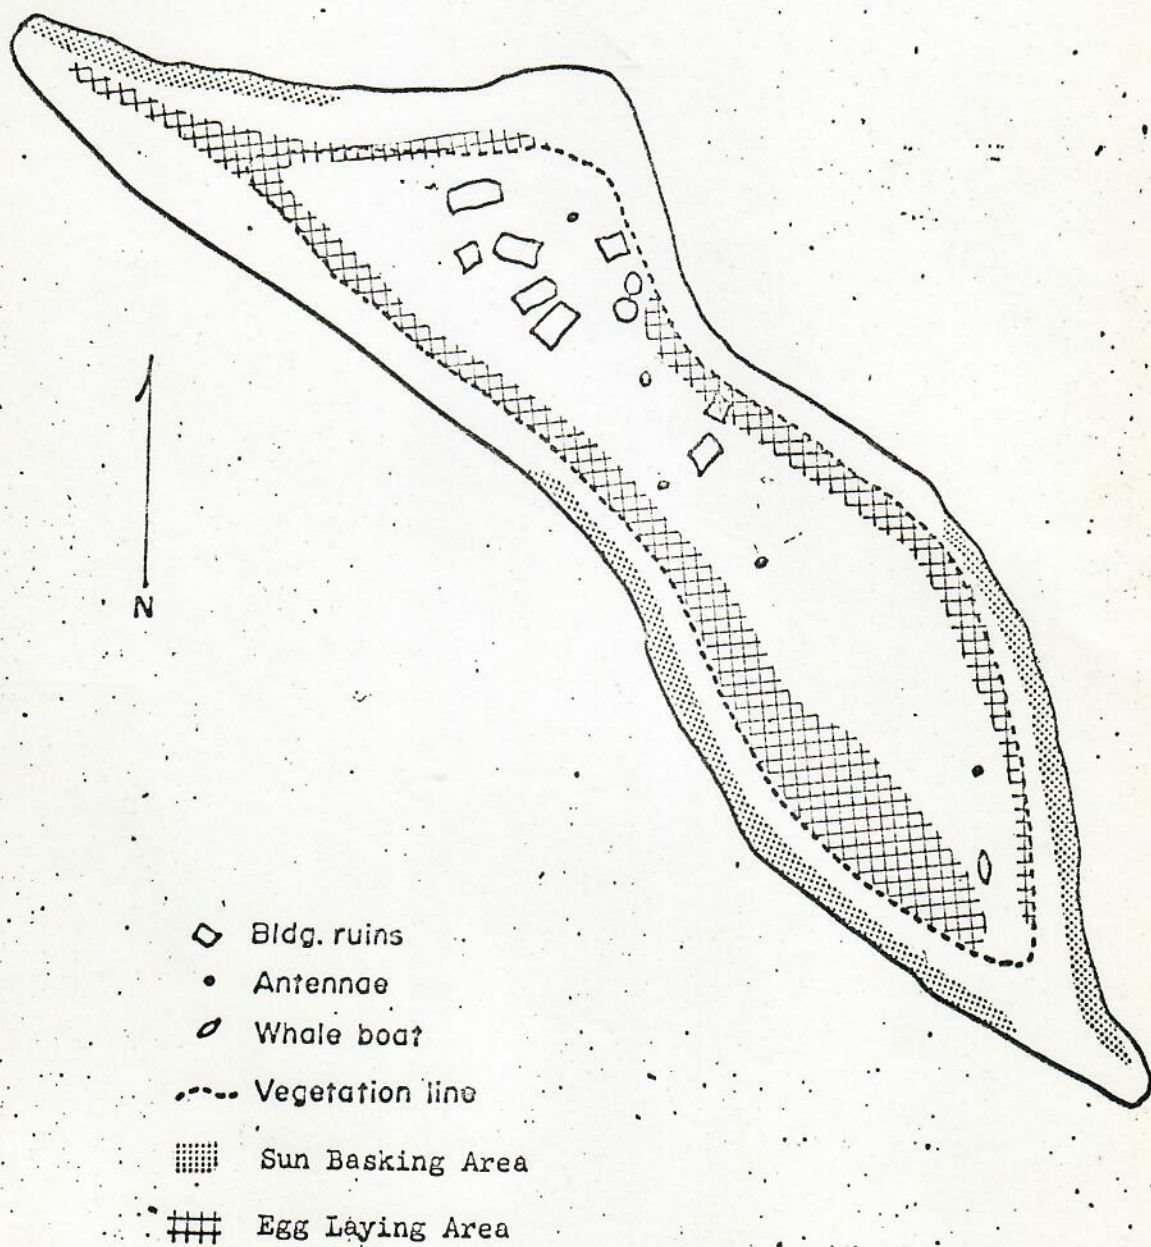 N
Bldg. ruins
Antennae
Whale boat
Vegetation line
Sun Basking Area
Egg Laying Area